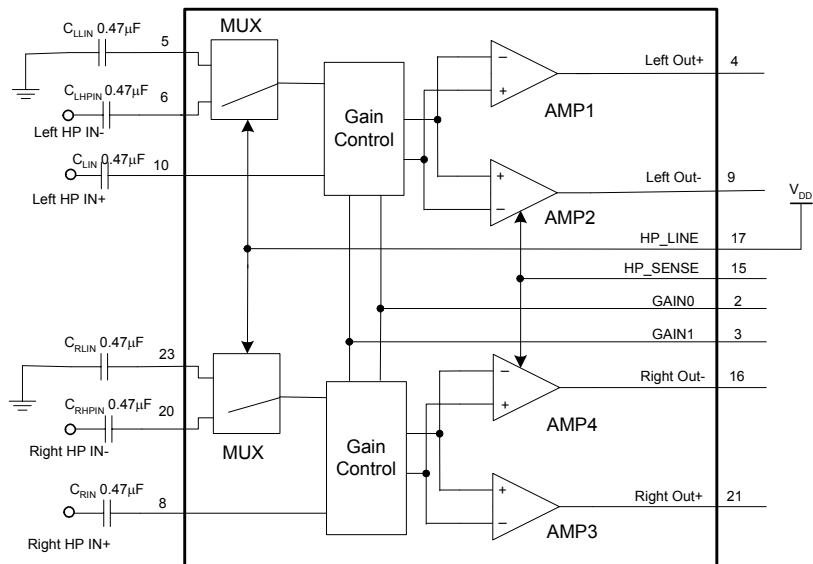 MUX
C_LLIN 0.47µF
5
C_LHPIN 0.47µF
6
Left HP IN-
C_LIN 0.47µF
10
Left HP IN+
Gain
Control
−
+
AMP1
Left Out+
4
+
−
AMP2
Left Out-
9
V_DD
HP_LINE
17
HP_SENSE
15
GAIN0
2
GAIN1
3
C_RLIN 0.47µF
23
C_RHPIN 0.47µF
20
Right HP IN-
MUX
C_RIN 0.47µF
8
Right HP IN+
Gain
Control
−
+
AMP4
Right Out-
16
+
−
AMP3
Right Out+
21